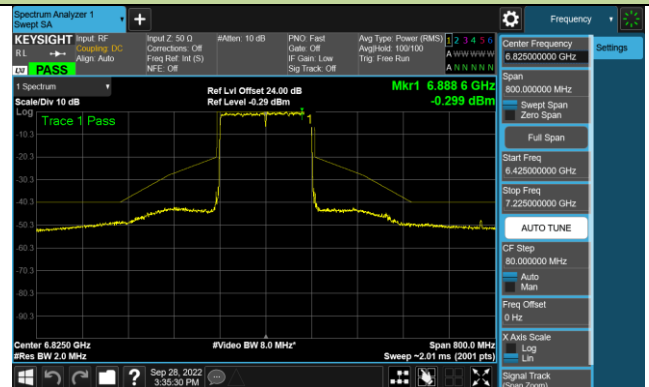 Spectrum Analyzer 1
Swept SA
Frequency
KEYSIGHT
Input: RF
Coupling: DC
Align: Auto
Input Z: 50 Ω
Corrections: Off
Freq Ref: Int (S)
NFE: Off
#Atten: 10 dB
PNO: Fast
Gate: Off
IF Gain: Low
Sig Track: Off
Avg Type: Power (RMS)
Avg|Hold: 100/100
Trig: Free Run
1 2 3 4 5 6
A W W W W W
A N N N N N
R L
LXI PASS
Center Frequency
6.825000000 GHz
Settings
Span
800.000000 MHz
Swept Span
Zero Span
Full Span
Start Freq
6.425000000 GHz
Stop Freq
7.225000000 GHz
AUTO TUNE
CF Step
80.000000 MHz
Auto
Man
Freq Offset
0 Hz
X Axis Scale
Log
Lin
Signal Track
(Span Zoom)
1 Spectrum
Scale/Div 10 dB
Ref Lvl Offset 24.00 dB
Ref Level -0.29 dBm
Mkr1 6.888 6 GHz
-0.299 dBm
Log
Trace 1 Pass
1
-10.3
-20.3
-30.3
-40.3
-50.3
-60.3
-70.3
-80.3
-90.3
Center 6.8250 GHz
#Res BW 2.0 MHz
#Video BW 8.0 MHz*
Span 800.0 MHz
Sweep ~2.01 ms (2001 pts)
?
Sep 28, 2022
3:35:30 PM